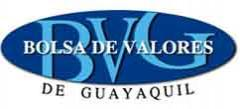 BVG
BOLSA DE VALORES
DE GUAYAQUIL